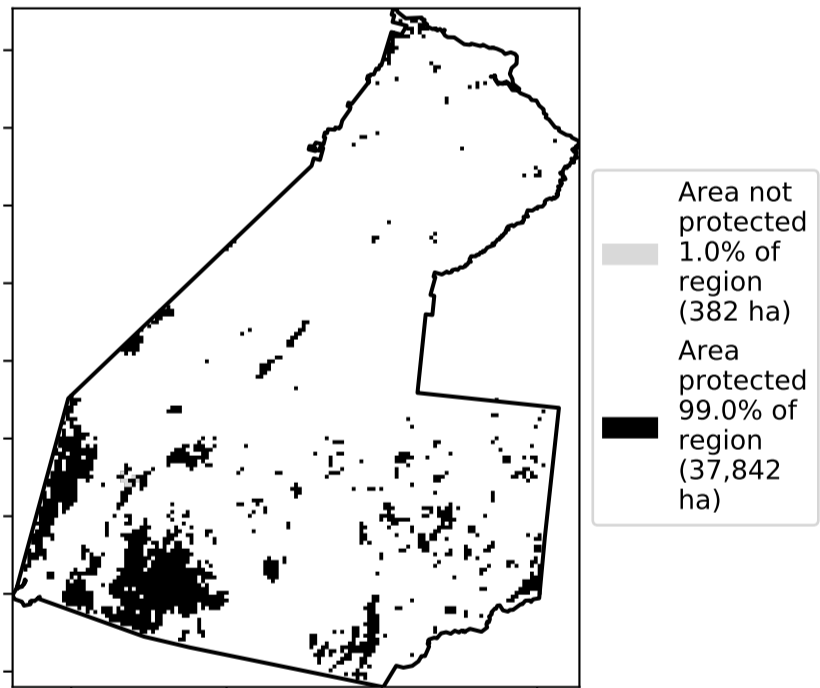 Area not
protected
1.0% of
region
(382 ha)
Area
protected
99.0% of
region
(37,842
ha)